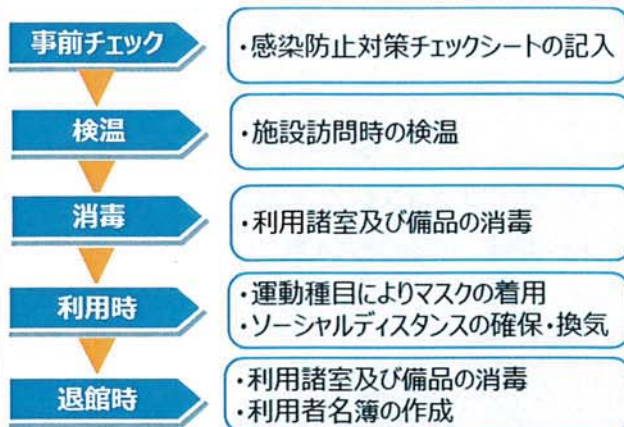 事前チェック
・感染防止対策チェックシートの記入
検温
・施設訪問時の検温
消毒
・利用諸室及び備品の消毒
利用時
・運動種目によりマスクの着用
・ソーシャルディスタンスの確保・換気
退館時
・利用諸室及び備品の消毒
・利用者名簿の作成